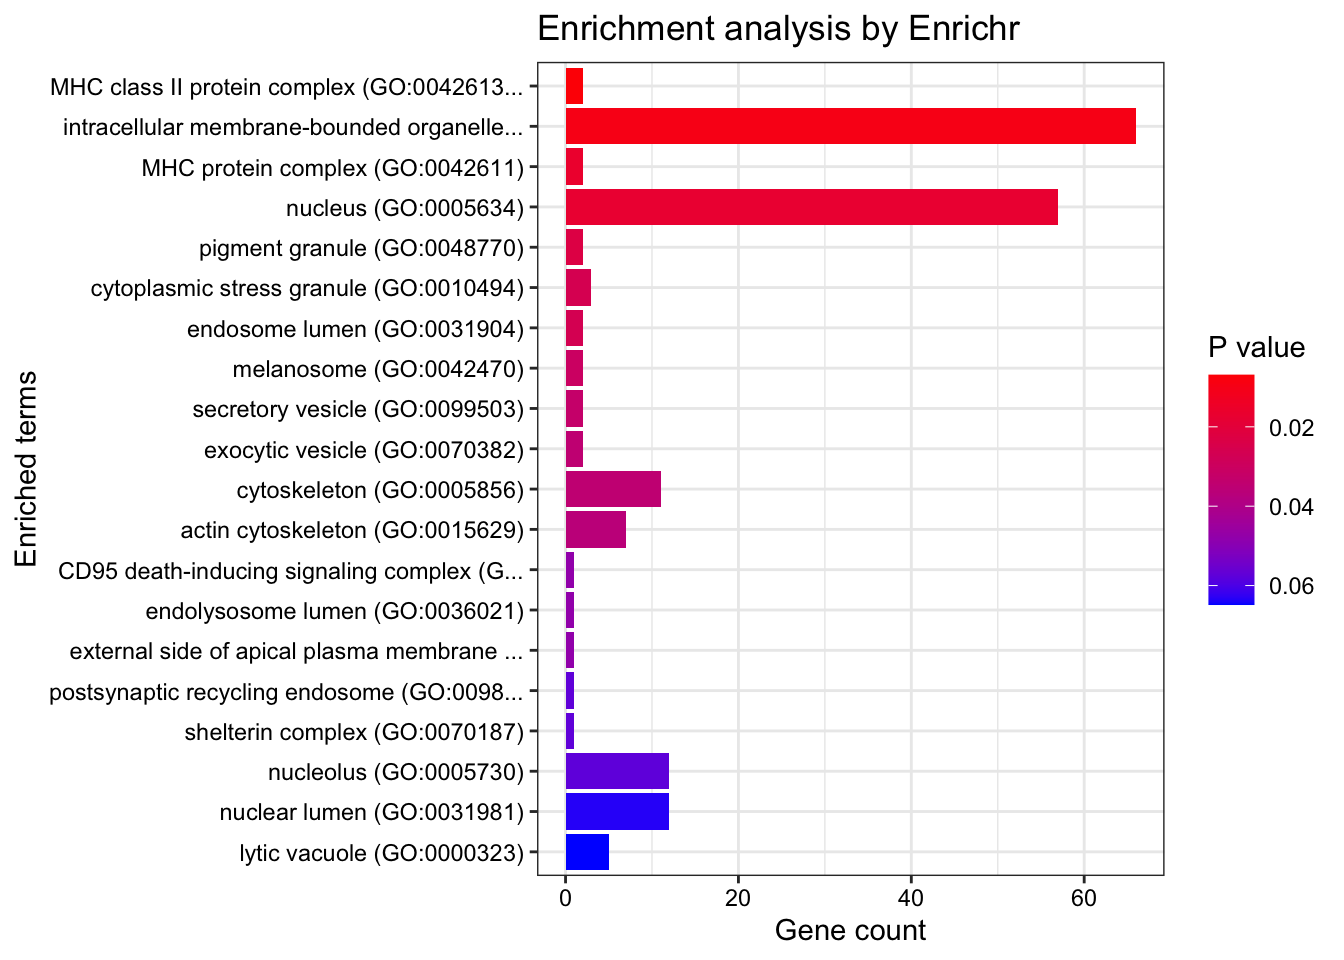 Enrichment analysis by Enrichr
MHC class II protein complex (GO:0042613...
intracellular membrane-bounded organelle...
MHC protein complex (GO:0042611)
nucleus (GO:0005634)
pigment granule (GO:0048770)
cytoplasmic stress granule (GO:0010494)
endosome lumen (GO:0031904)
melanosome (GO:0042470)
secretory vesicle (GO:0099503)
exocytic vesicle (GO:0070382)
cytoskeleton (GO:0005856)
actin cytoskeleton (GO:0015629)
CD95 death-inducing signaling complex (G...
endolysosome lumen (GO:0036021)
external side of apical plasma membrane ...
postsynaptic recycling endosome (GO:0098...
shelterin complex (GO:0070187)
nucleolus (GO:0005730)
nuclear lumen (GO:0031981)
lytic vacuole (GO:0000323)
Enriched terms
0 20 40 60
Gene count
P value
0.02
0.04
0.06